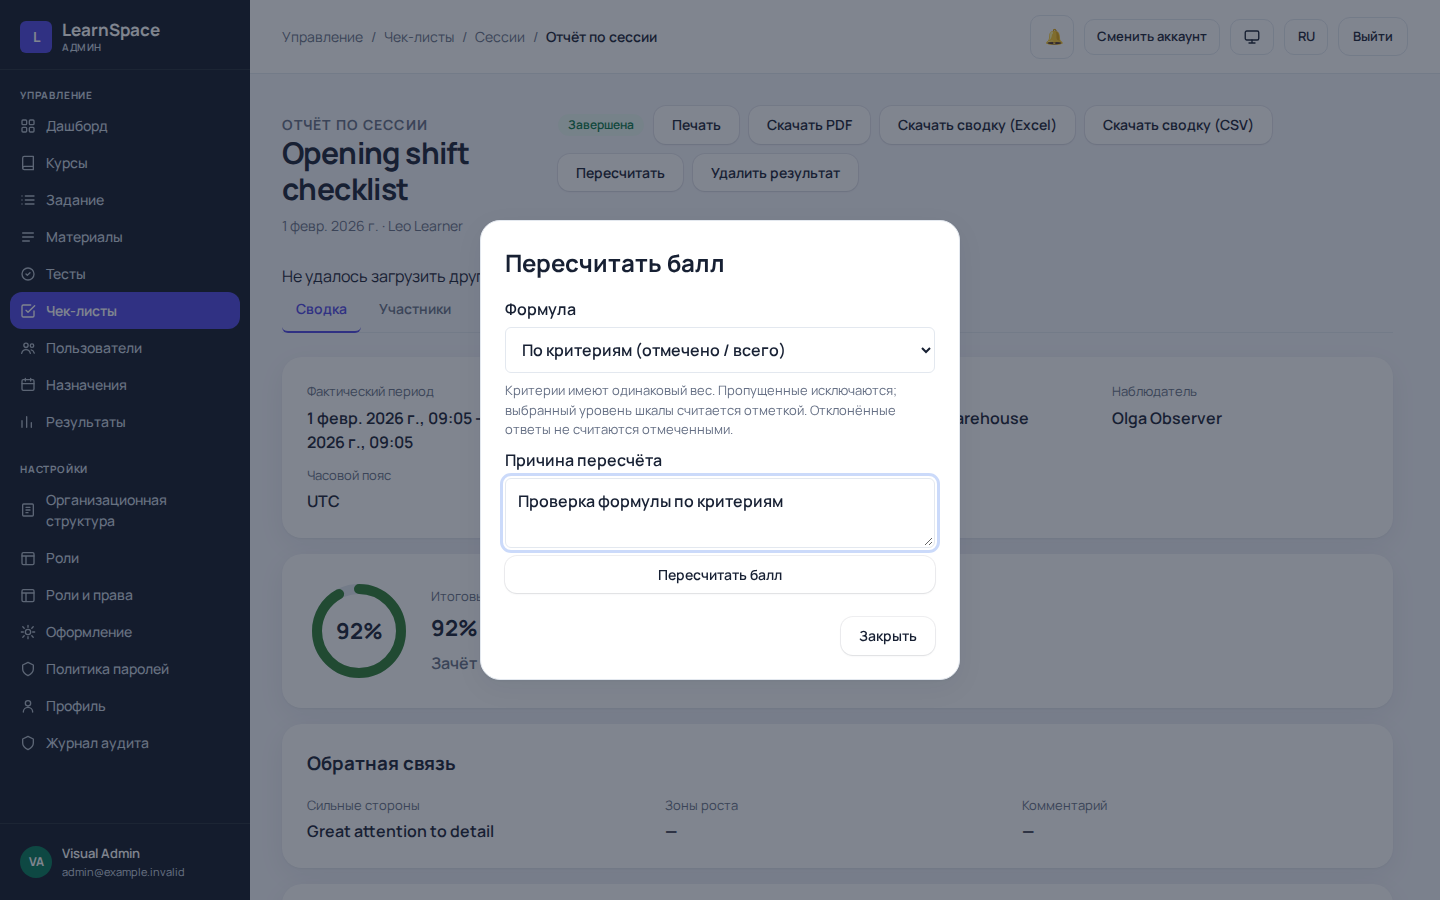 L
LearnSpace
АДМИН
УПРАВЛЕНИЕ
Дашборд
Курсы
Задание
Материалы
Тесты
Чек-листы
Пользователи
Назначения
Результаты
НАСТРОЙКИ
Организационная
структура
Роли
Роли и права
Оформление
Политика паролей
Профиль
Журнал аудита
VA
Visual Admin
admin@example.invalid
Управление / Чек-листы / Сессии / Отчёт по сессии
Сменить аккаунт
RU
Выйти
ОТЧЁТ ПО СЕССИИ
Opening shift
checklist
1 февр. 2026 г. · Leo Learner
Завершена
Печать
Скачать PDF
Скачать сводку (Excel)
Скачать сводку (CSV)
Пересчитать
Удалить результат
Не удалось загрузить
Сводка
Участники
Фактический период
1 февр. 2026 г., 09:05 –
2026 г., 09:05
Часовой пояс
UTC
Наблюдатель
Olga Observer
92%
92%
Зачёт
Обратная связь
Сильные стороны
Great attention to detail
Зоны роста
—
Комментарий
—
Пересчитать балл
Формула
По критериям (отмечено / всего)
Критерии имеют одинаковый вес. Пропущенные исключаются;
выбранный уровень шкалы считается отметкой. Отклонённые
ответы не считаются отмеченными.
Причина пересчёта
Проверка формулы по критериям
Пересчитать балл
Закрыть